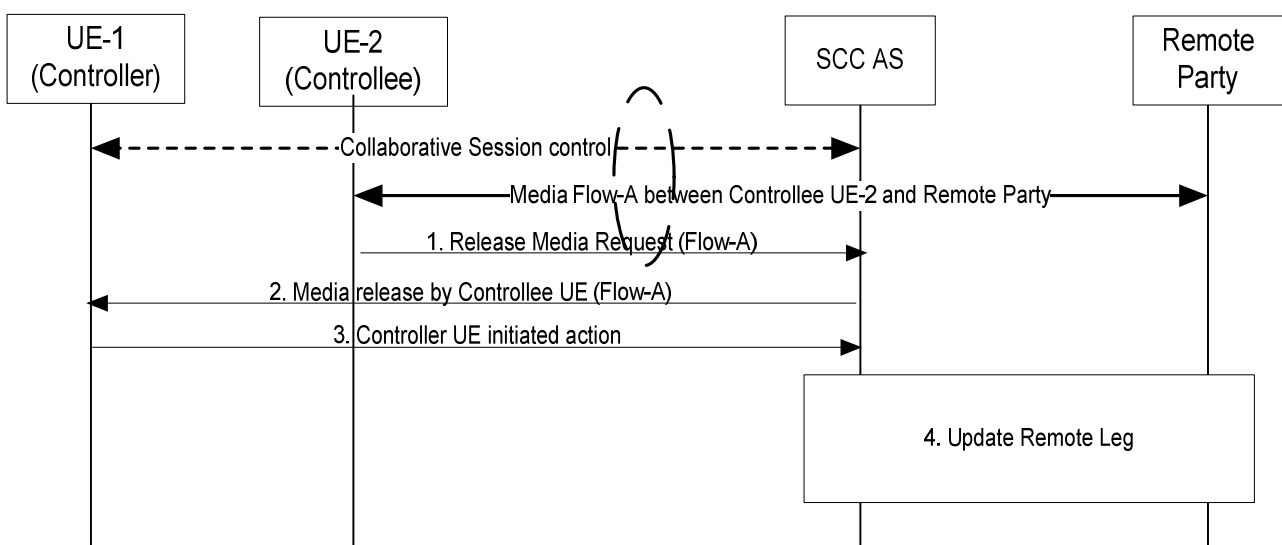 UE-1
(Controller)
UE-2
(Controllee)
SCC AS
Remote
Party
Collaborative Session control
Media Flow-A between Controllee UE-2 and Remote Party
1. Release Media Request (Flow-A)
2. Media release by Controllee UE (Flow-A)
3. Controller UE initiated action
4. Update Remote Leg